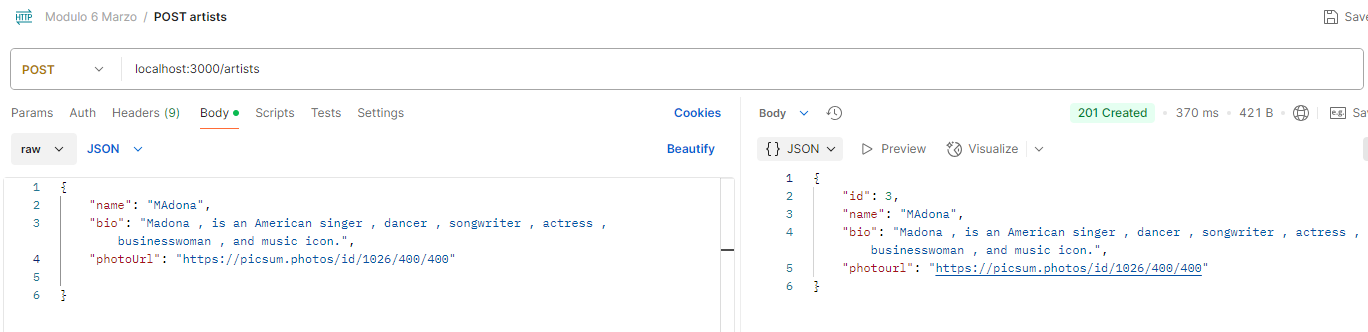 HTTP Modulo 6 Marzo / POST artists Save
POST localhost:3000/artists
Params Auth Headers (9) Body Scripts Tests Settings Cookies
raw JSON Beautify
1 {
2 "name": "MAdona",
3 "bio": "Madona , is an American singer , dancer , songwriter , actress ,
businesswoman , and music icon.",
4 "photoUrl": "https://picsum.photos/id/1026/400/400"
5
6 }
Body 201 Created 370 ms 421 B e.g. Sa
{} JSON Preview Visualize
1 {
2 "id": 3,
3 "name": "MAdona",
4 "bio": "Madona , is an American singer , dancer , songwriter , actress ,
businesswoman , and music icon.",
5 "photourl": "https://picsum.photos/id/1026/400/400"
6 }